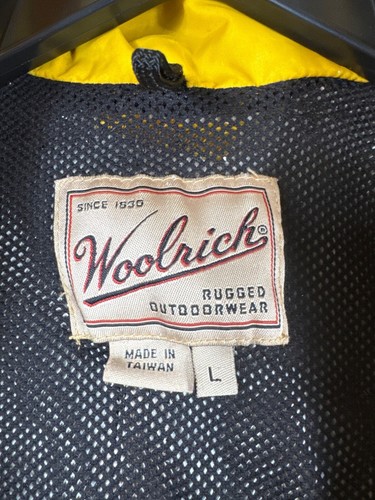 SINCE 1830
Woolrich®
RUGGED
OUTDOORWEAR
MADE IN
TAIWAN
L